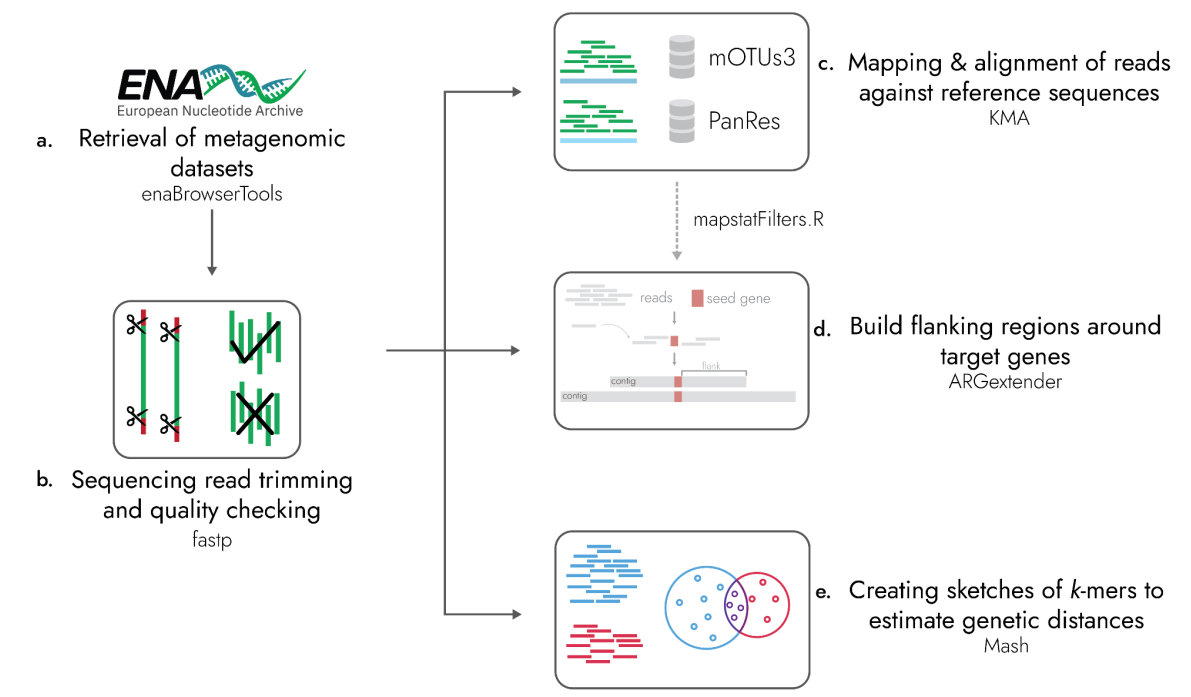 ENA
European Nucleotide Archive
a. Retrieval of metagenomic
datasets
enaBrowserTools
b. Sequencing read trimming
and quality checking
fastp
mOTUs3
PanRes
c. Mapping & alignment of reads
against reference sequences
KMA
mapstatFilters.R
reads
seed gene
flank
contig
contig
d. Build flanking regions around
target genes
ARGextender
e. Creating sketches of k-mers to
estimate genetic distances
Mash